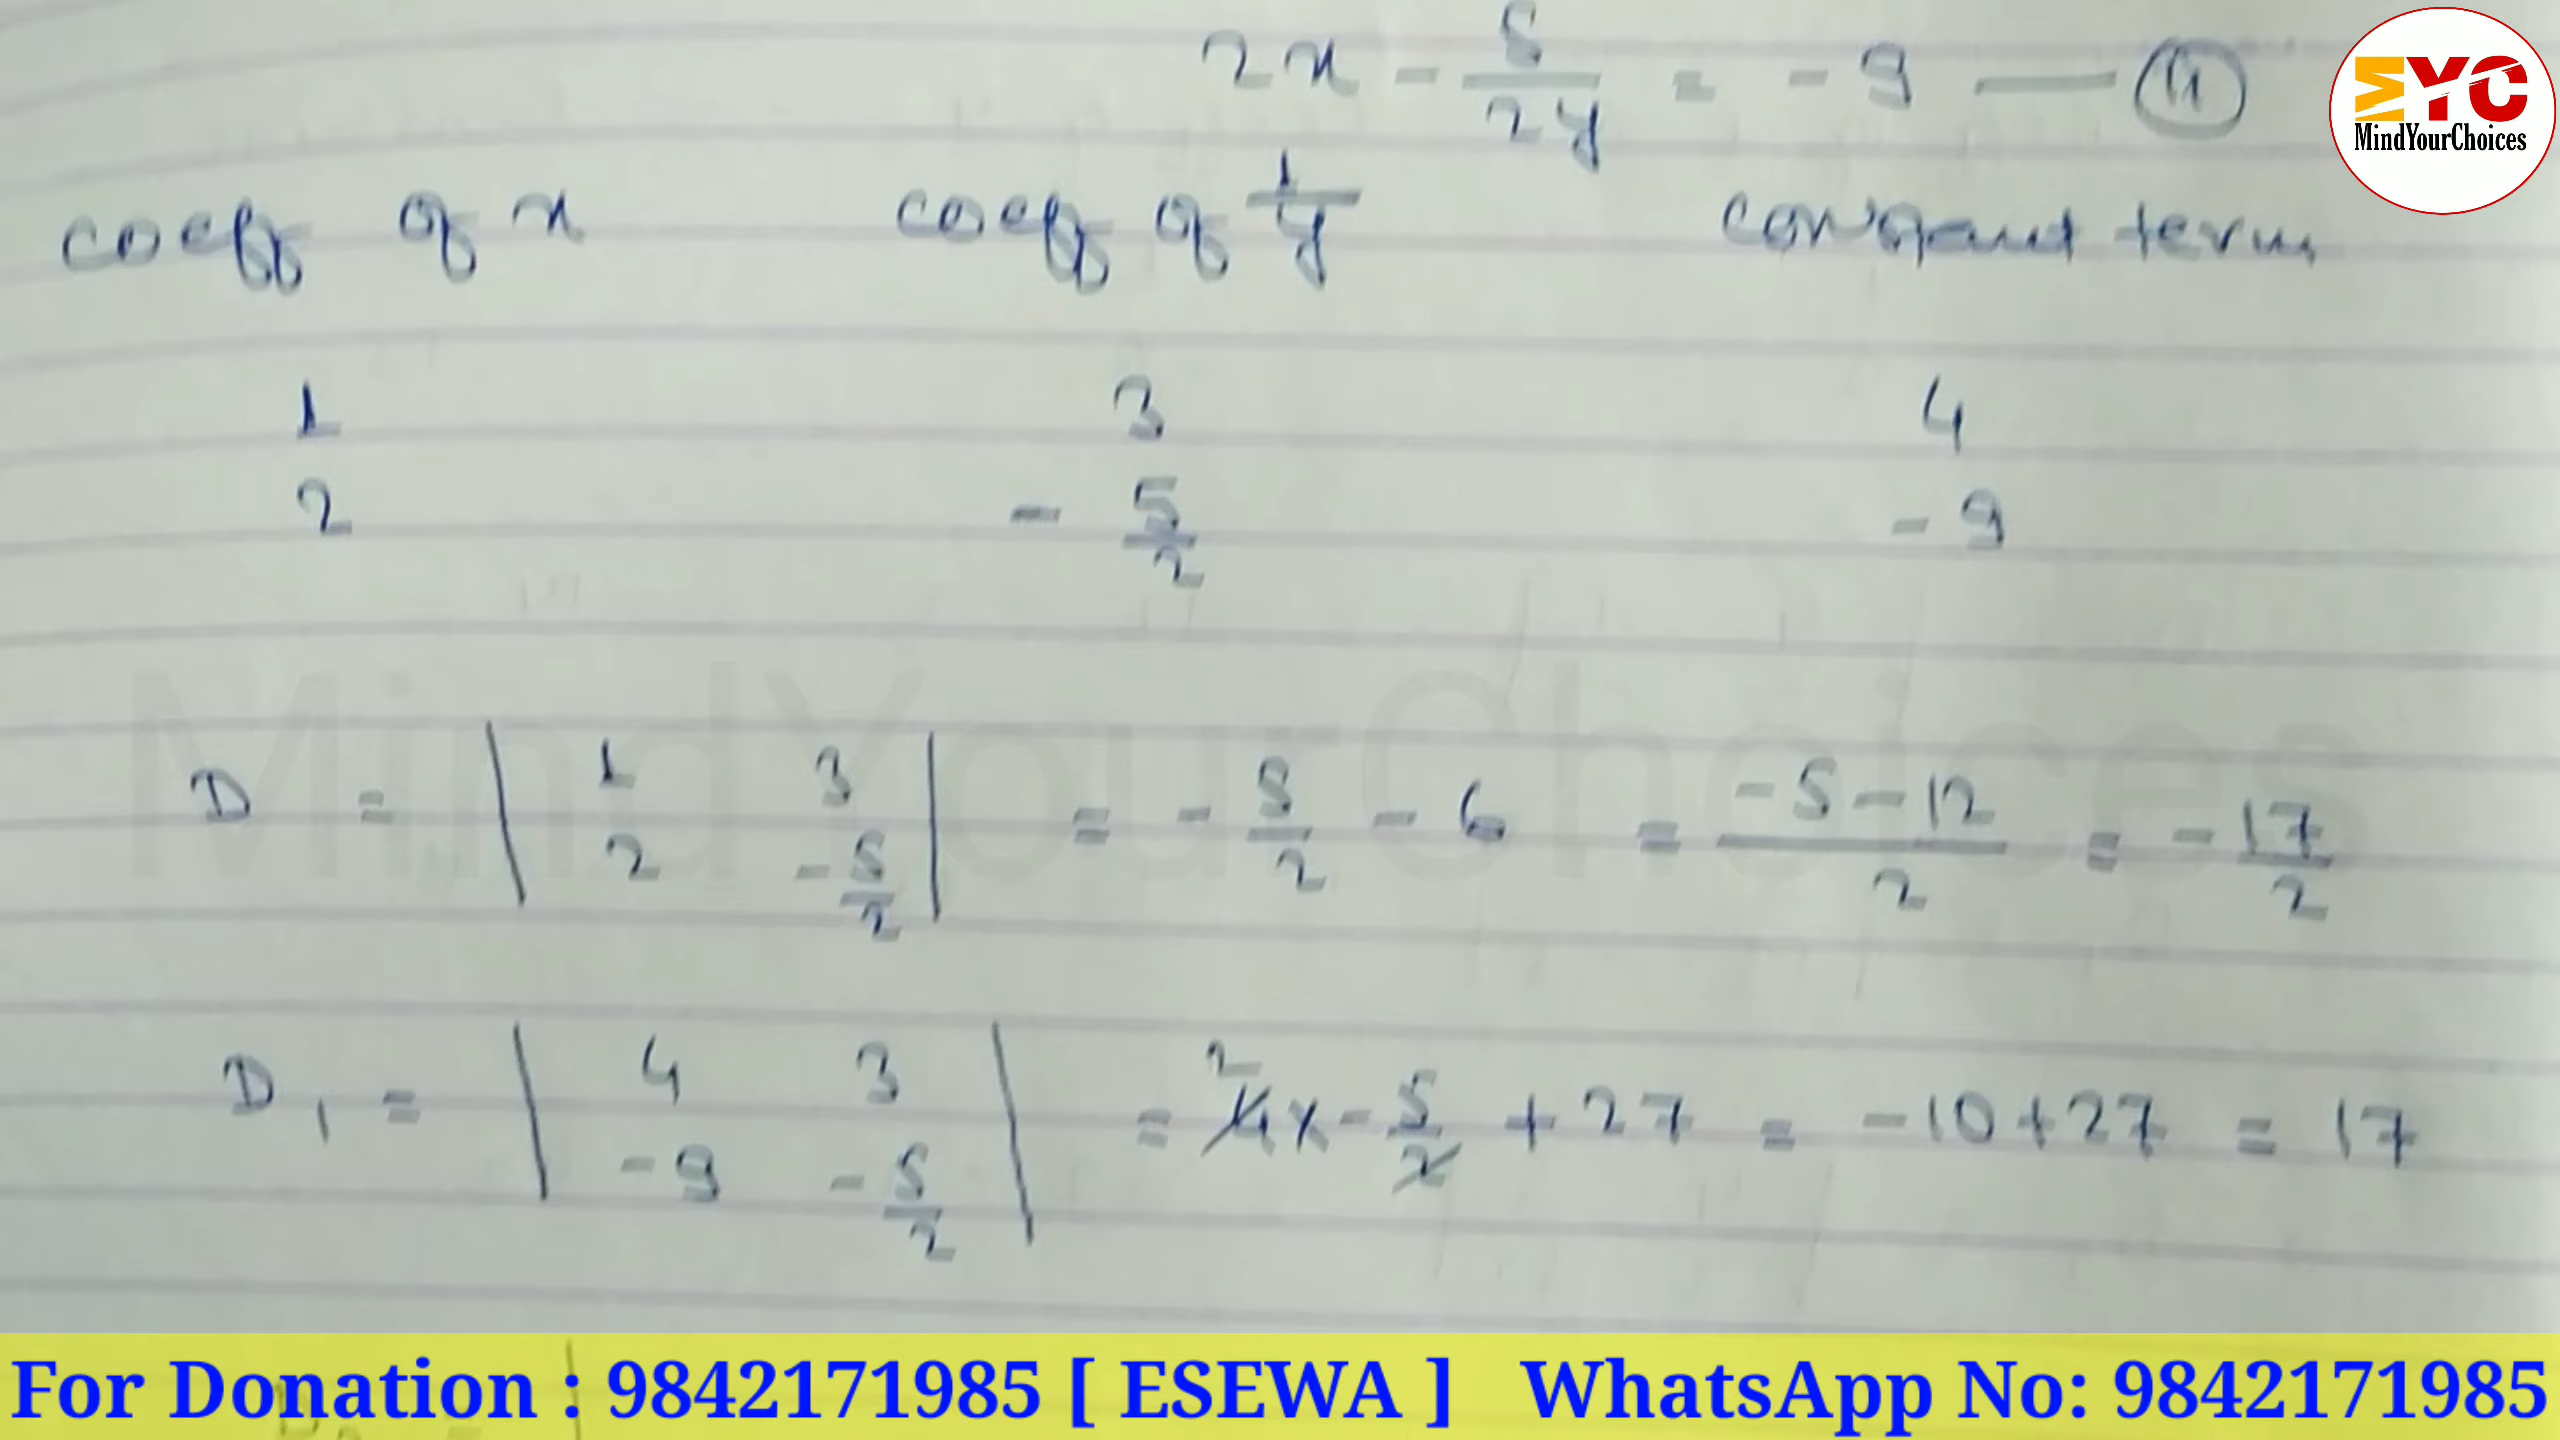 2x - 5/2y = -9 — (ii)
MYC
MindYourChoices
coeff of x coeff of 1/y constant term
1 3 4
2 - 5/2 - 9
MindYourChoices
D = | 1 3 | = - 5/2 - 6 = -5-12/2 = - 17/2
2 - 5/2
D1 = | 4 3 | = 4 2 x - 5/2 + 27 = -10+27 = 17
-9 - 5/2
For Donation : 9842171985 [ ESEWA ] WhatsApp No: 9842171985